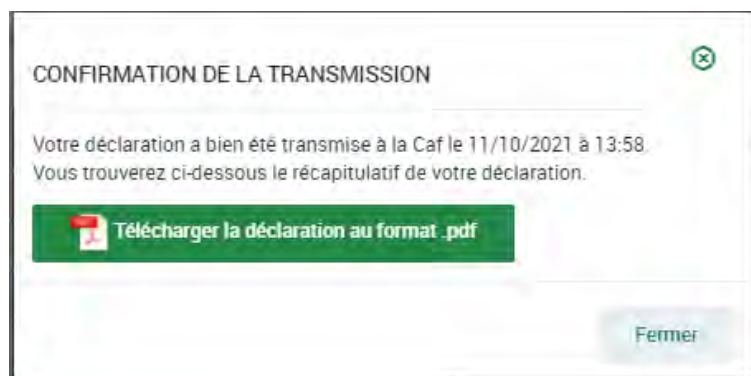 CONFIRMATION DE LA TRANSMISSION
Votre déclaration a bien été transmise à la Caf le 11/10/2021 à 13:58.
Vous trouverez ci-dessous le récapitulatif de votre déclaration.
Télécharger la déclaration au format .pdf
Fermer